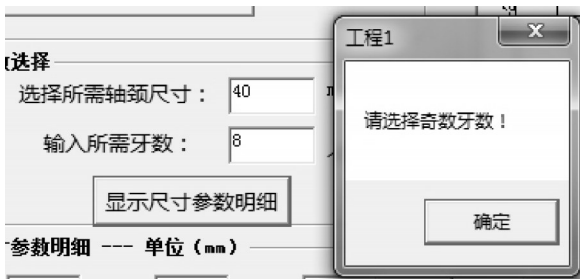 工程1
数选择
选择所需轴颈尺寸： 40
请选择奇数牙数！
输入所需牙数： 8
显示尺寸参数明细
确定
寸参数明细 --- 单位（mm）